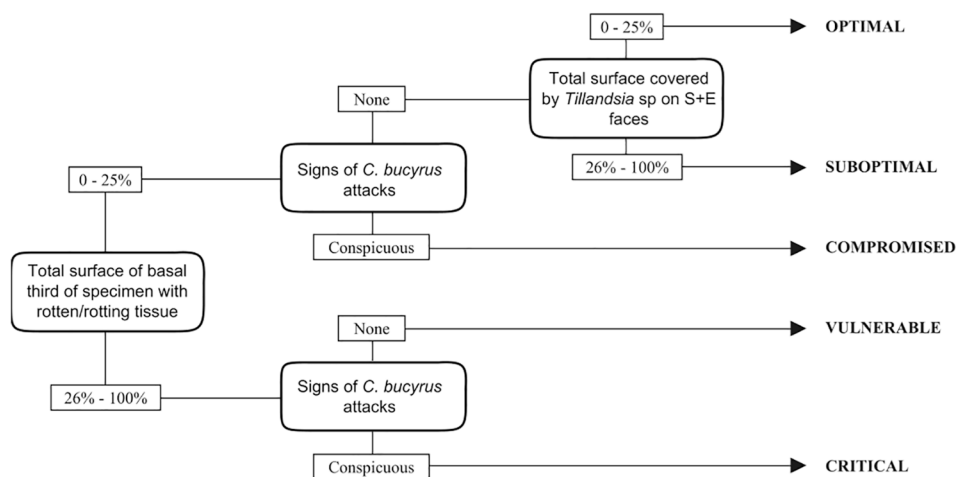 0 - 25%
OPTIMAL
Total surface covered
by Tillandsia sp on S+E
faces
None
26% - 100%
SUBOPTIMAL
Signs of C. bucyrus
attacks
0 - 25%
Conspicuous
COMPROMISED
Total surface of basal
third of specimen with
rotten/rotting tissue
None
VULNERABLE
Signs of C. bucyrus
attacks
26% - 100%
Conspicuous
CRITICAL